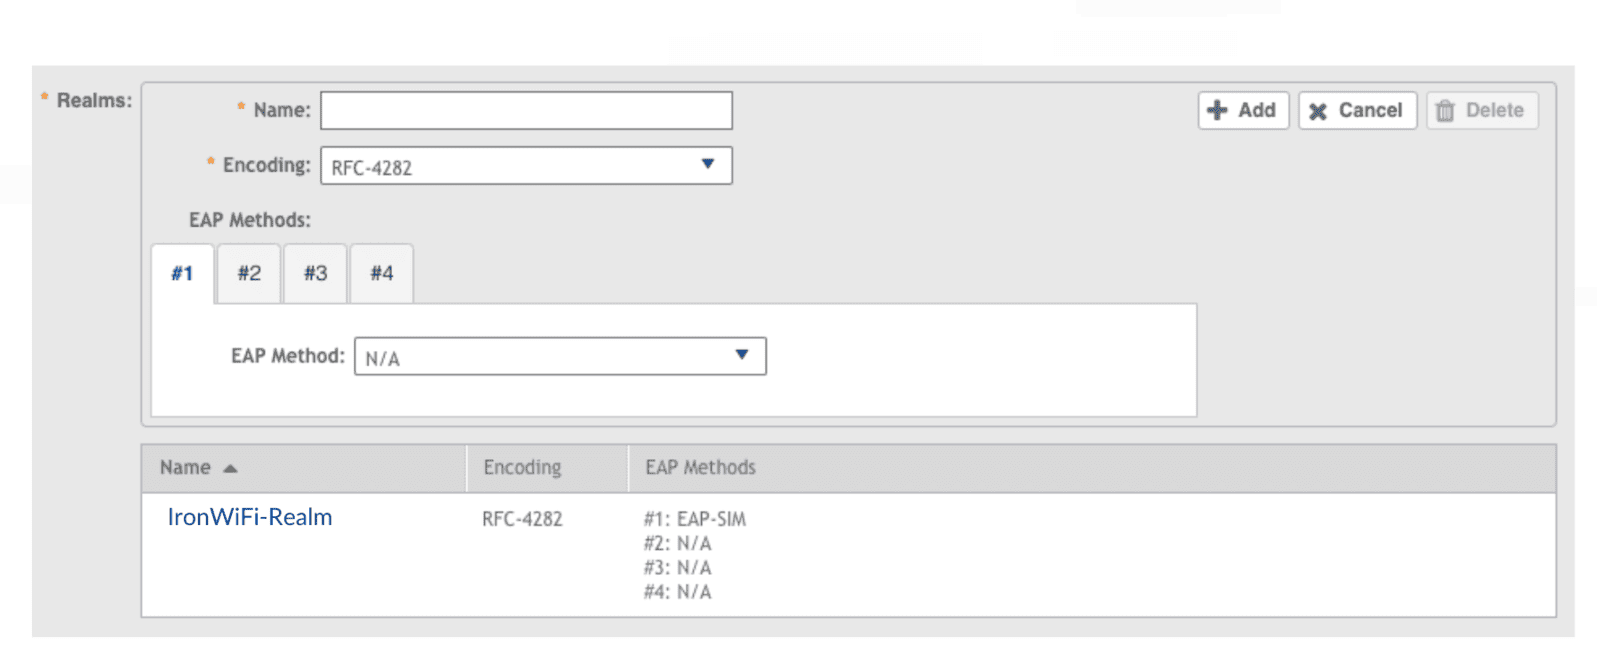 * Realms:
* Name:
Add
Cancel
Delete
* Encoding:
RFC-4282
EAP Methods:
#1
#2
#3
#4
EAP Method:
N/A
Name
Encoding
EAP Methods
IronWiFi-Realm
RFC-4282
#1: EAP-SIM
#2: N/A
#3: N/A
#4: N/A